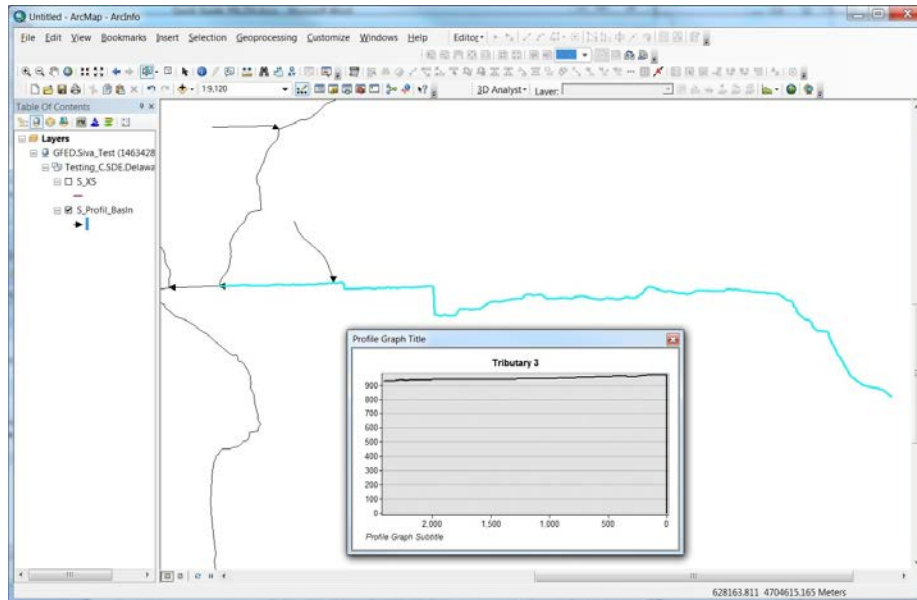 Untitled - ArcMap - ArcInfo
File Edit View Bookmarks Insert Selection Geoprocessing Customize Windows Help Editor
1:9,120 3D Analyst Layer:
Table Of Contents
Layers
GFED.Siva_Test (1463428
Testing_C.SDE.Delawa
S_XS
S_Profil_Basln
Profile Graph Title
Tributary 3
900
800
700
600
500
400
300
200
100
0
2,000 1,500 1,000 500 0
Profile Graph Subtitle
628163.811 4704615.165 Meters